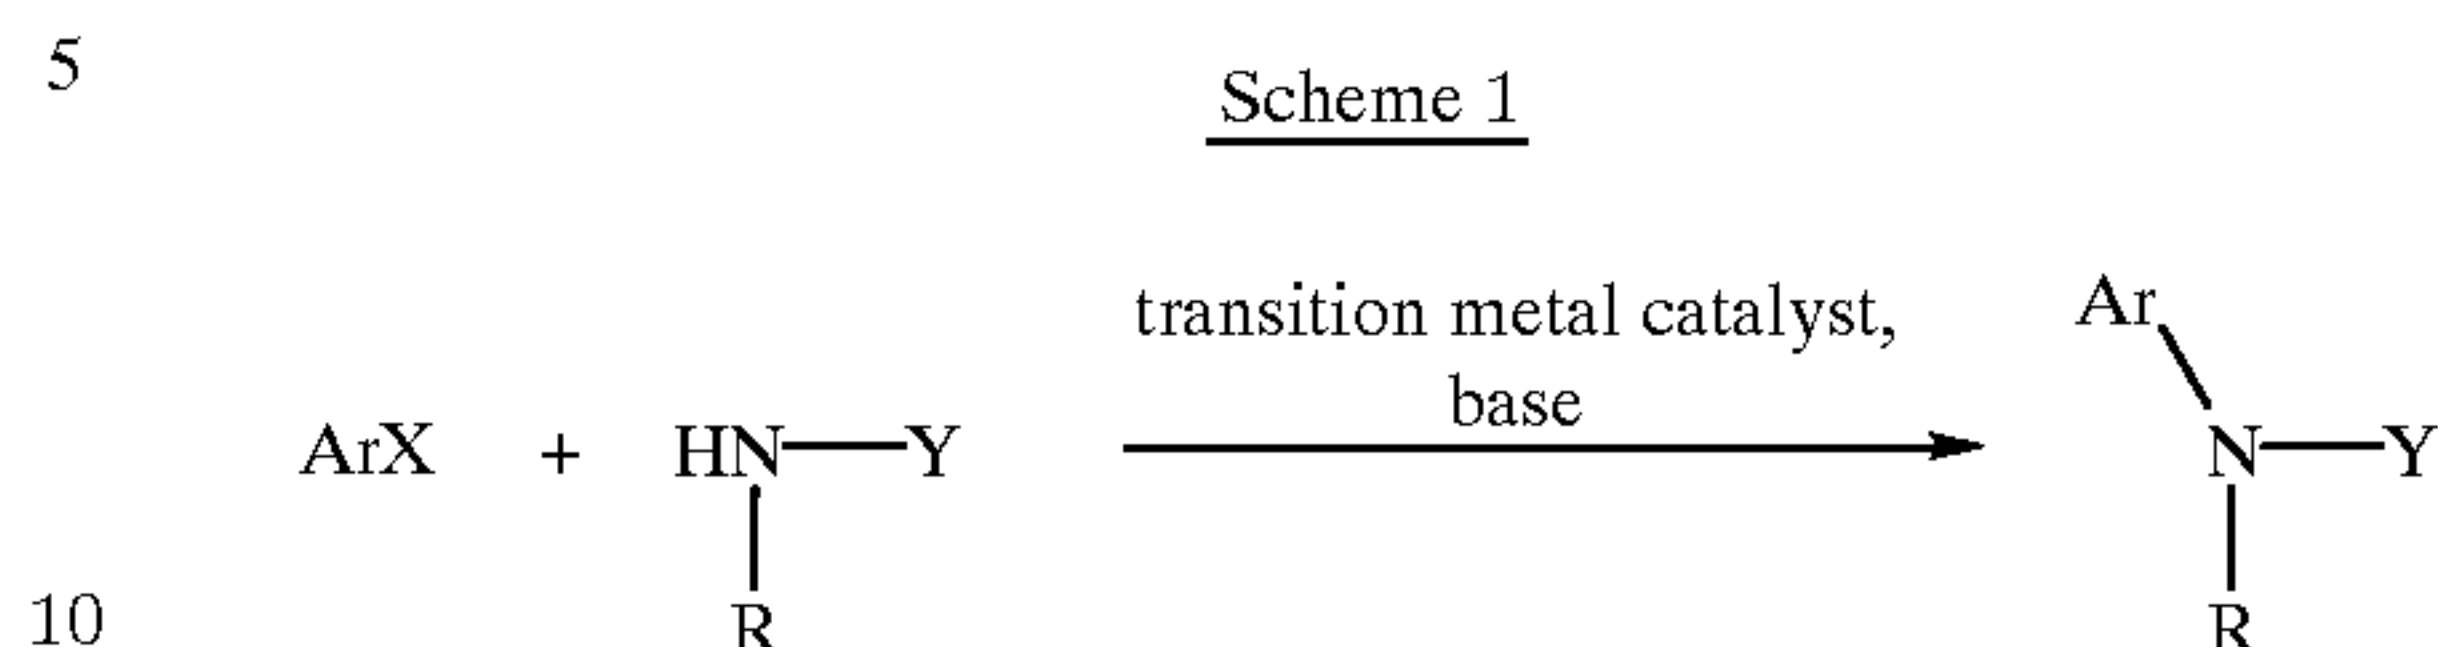 5
Scheme 1
transition metal catalyst,
base
ArX + HN—Y
R
Ar
N—Y
R
10